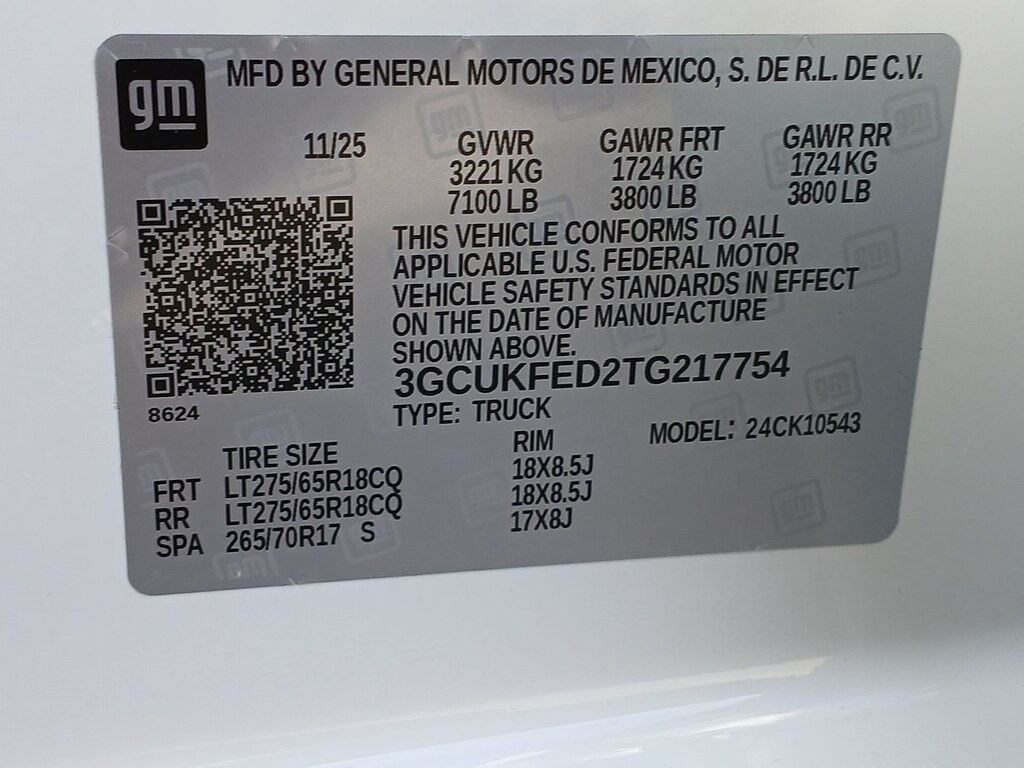 gm
MFD BY GENERAL MOTORS DE MEXICO, S. DE R.L. DE C.V.
11/25 GVWR GAWR FRT GAWR RR
3221 KG 1724 KG 1724 KG
7100 LB 3800 LB 3800 LB
THIS VEHICLE CONFORMS TO ALL
APPLICABLE U.S. FEDERAL MOTOR
VEHICLE SAFETY STANDARDS IN EFFECT
ON THE DATE OF MANUFACTURE
SHOWN ABOVE.
3GCUKFED2TG217754
8624
TYPE: TRUCK MODEL: 24CK10543
TIRE SIZE RIM
FRT LT275/65R18CQ 18X8.5J
RR LT275/65R18CQ 18X8.5J
SPA 265/70R17 S 17X8J